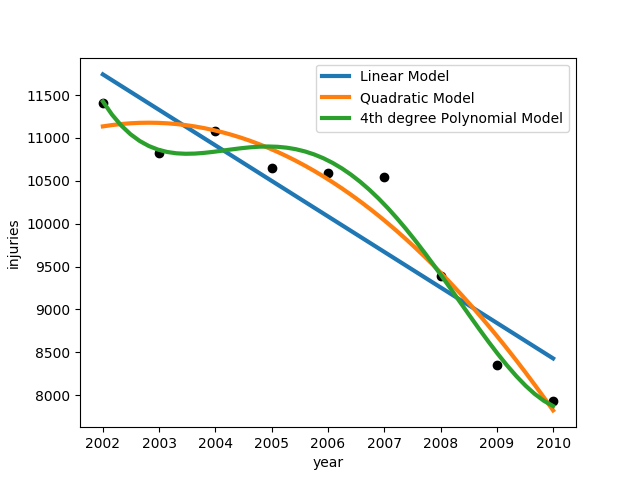 Linear Model
Quadratic Model
4th degree Polynomial Model
11500
11000
10500
10000
9500
9000
8500
8000
injuries
2002 2003 2004 2005 2006 2007 2008 2009 2010
year